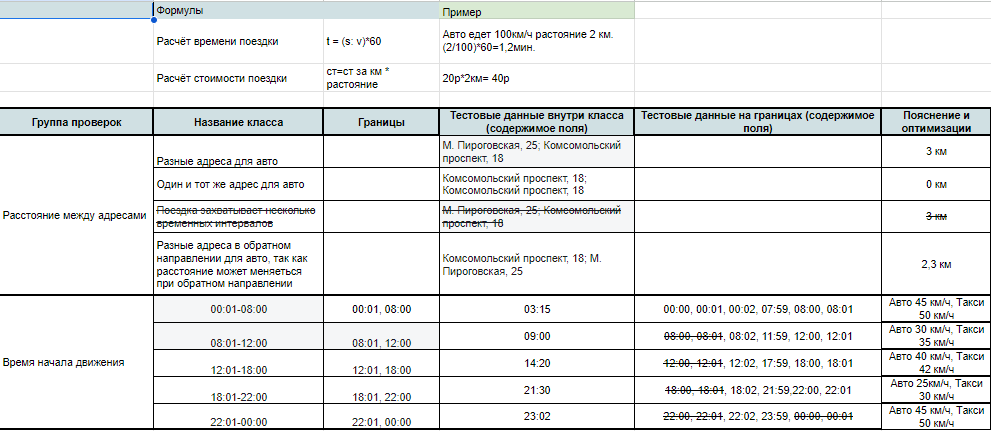 Формулы
Пример
Расчёт времени поездки
t = (s: v)*60
Авто едет 100км/ч растояние 2 км.
(2/100)*60=1,2мин.
Расчёт стоимости поездки
ст=ст за км *
растояние
20р*2км= 40р
Группа проверок
Название класса
Границы
Тестовые данные внутри класса
(содержимое поля)
Тестовые данные на границах (содержимое
поля)
Пояснение и
оптимизации
Расстояние между адресами
Разные адреса для авто
М. Пироговская, 25; Комсомольский
проспект, 18
3 км
Один и тот же адрес для авто
Комсомольский проспект, 18;
Комсомольский проспект, 18
0 км
Поездка захватывает несколько
временных интервалов
М. Пироговская, 25; Комсомольский
проспект, 18
3 км
Разные адреса в обратном
направлении для авто, так как
расстояние может меняеться
при обратном направлении
Комсомольский проспект, 18; М.
Пироговская, 25
2,3 км
Время начала движения
00:01-08:00
00:01, 08:00
03:15
00:00, 00:01, 00:02, 07:59, 08:00, 08:01
Авто 45 км/ч, Такси
50 км/ч
08:01-12:00
08:01, 12:00
09:00
08:00, 08:01, 08:02, 11:59, 12:00, 12:01
Авто 30 км/ч, Такси
35 км/ч
12:01-18:00
12:01, 18:00
14:20
12:00, 12:01, 12:02, 17:59, 18:00, 18:01
Авто 40 км/ч, Такси
42 км/ч
18:01-22:00
18:01, 22:00
21:30
18:00, 18:01, 18:02, 21:59,22:00, 22:01
Авто 25км/ч, Такси
30 км/ч
22:01-00:00
22:01, 00:00
23:02
22:00, 22:01, 22:02, 23:59, 00:00, 00:01
Авто 45 км/ч, Такси
50 км/ч